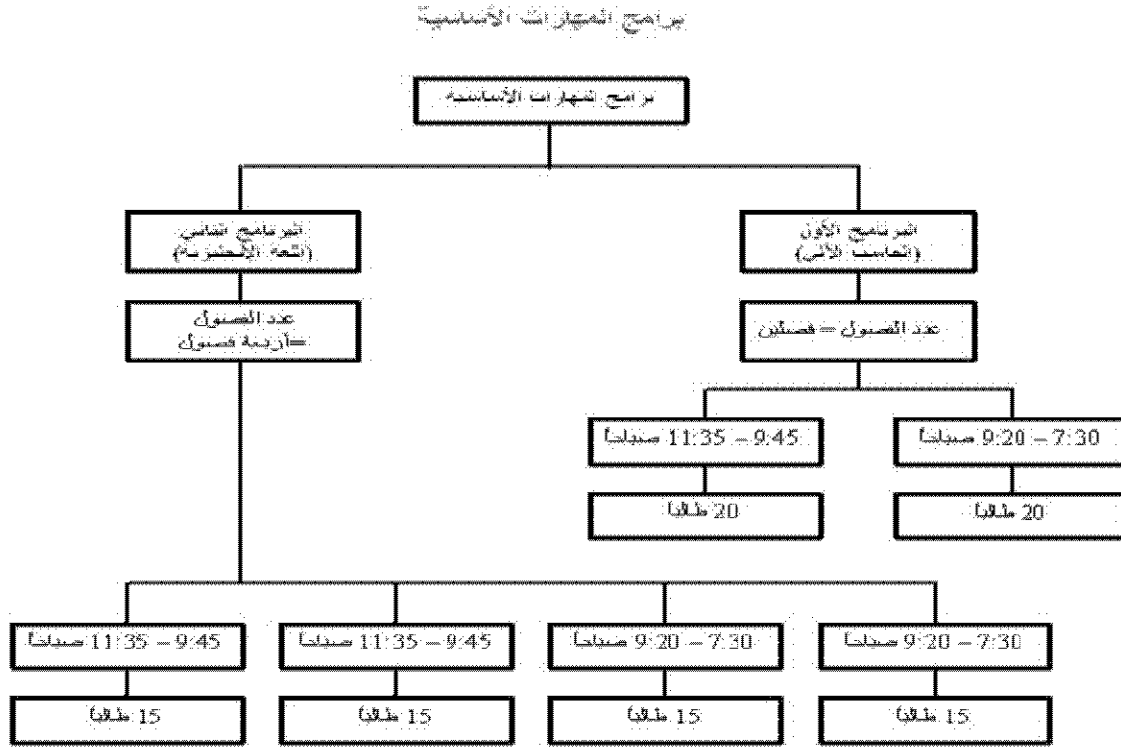 برامج المهارات الأساسية
برامج المهارات الأساسية
البرنامج الأول
(الحاسب الآلي)
البرنامج الثاني
(اللغة الإنجليزية)
عدد الفصول = فصلين
عدد الفصول
=أربعة فصول
7:30 – 9:20 صباحاً
9:45 – 11:35 صباحاً
20 طالباً
20 طالباً
7:30 – 9:20 صباحاً
7:30 – 9:20 صباحاً
9:45 – 11:35 صباحاً
9:45 – 11:35 صباحاً
15 طالباً
15 طالباً
15 طالباً
15 طالباً